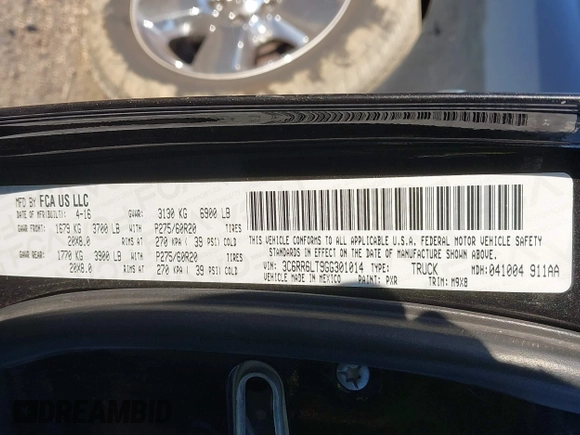 MFD BY FCA US LLC
DATE OF MFR(BUILT) 4-16 GVWR: 3130 KG 6900 LB
GAWR FRONT: 1679 KG 3700 LB P275/60R20 TIRES
20X8.0 RIMS AT 270 KPA ( 39 PSI) COLD
GAWR REAR: 1770 KG 3900 LB P275/60R20 TIRES
20X8.0 RIMS AT 270 KPA ( 39 PSI) COLD
THIS VEHICLE CONFORMS TO ALL APPLICABLE U.S.A. FEDERAL MOTOR VEHICLE SAFETY
STANDARDS IN EFFECT ON THE DATE OF MANUFACTURE SHOWN ABOVE.
VIN: 3C6RR6LT9GG301014 TYPE: TRUCK MDH:041004 911AA
VEHICLE MADE IN MEXICO PAINT: PXR TRIM: M9X8
DREAMBID